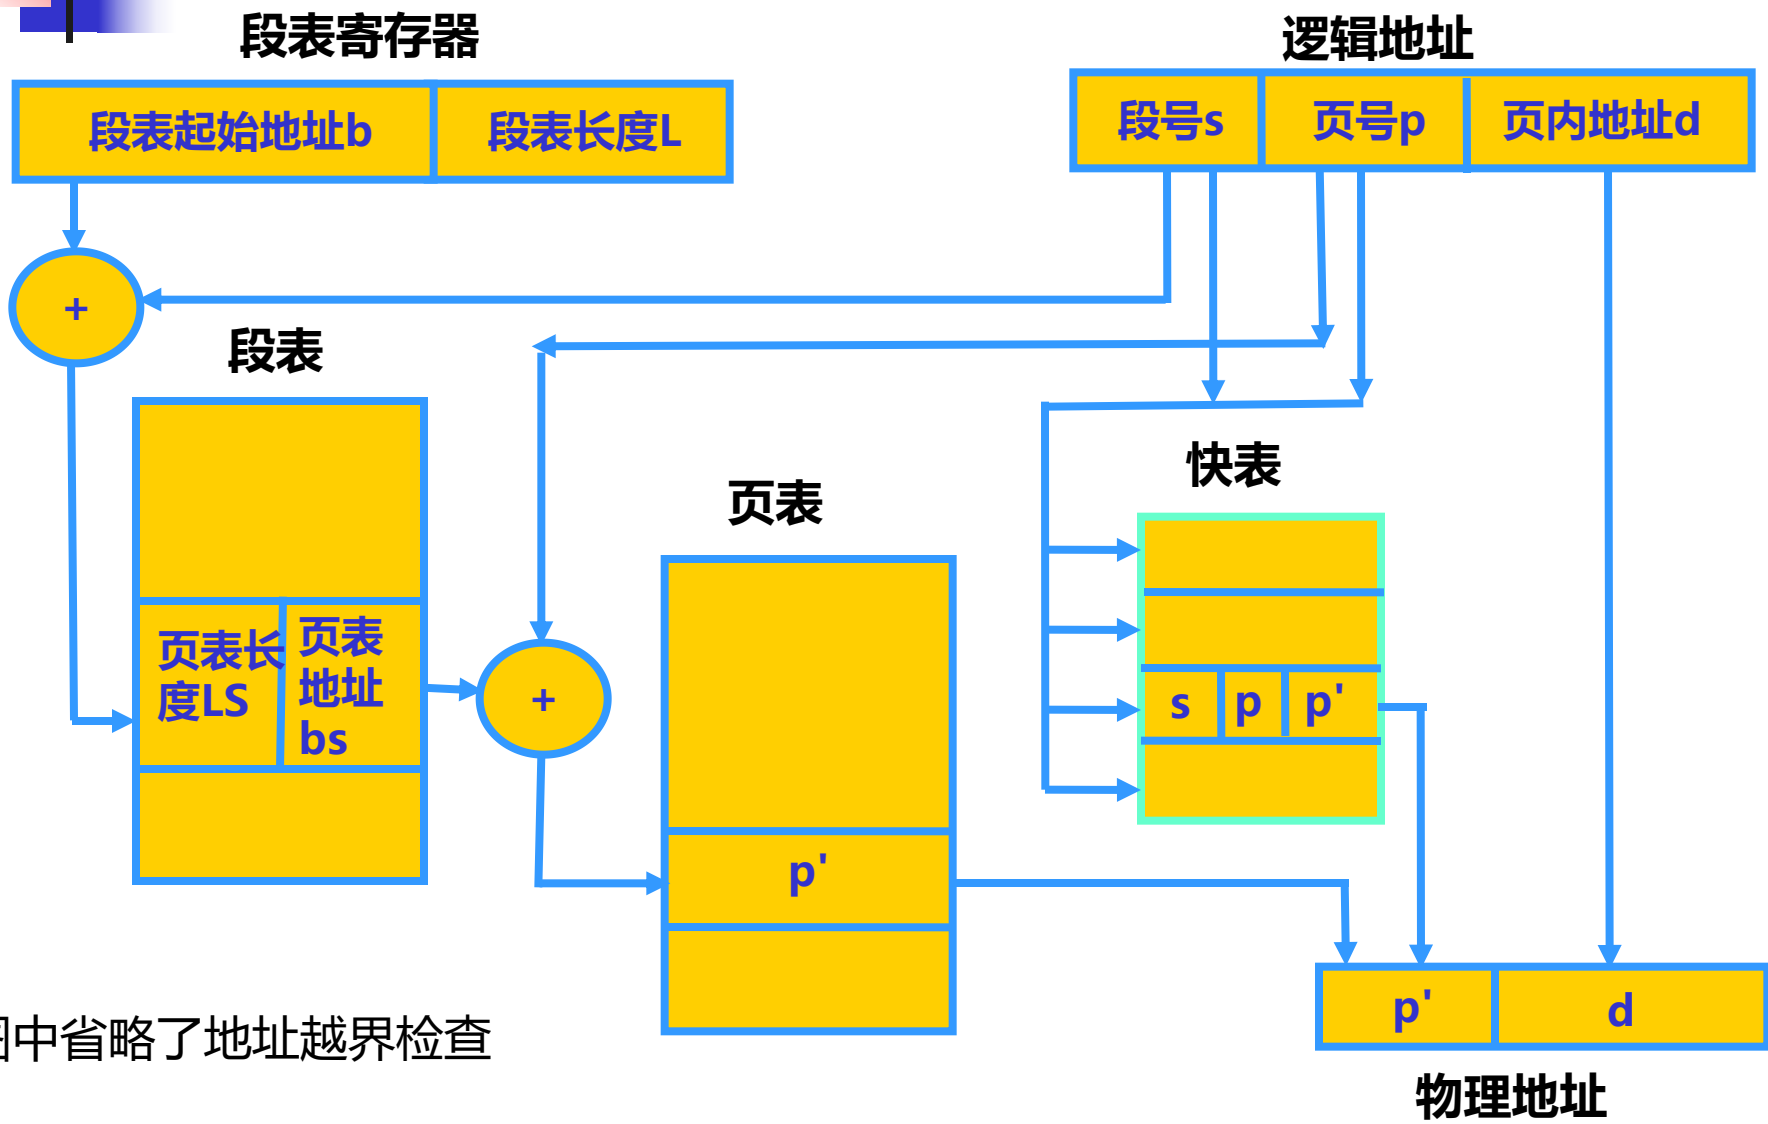 段表寄存器
逻辑地址
段表起始地址b
段表长度L
段号s
页号p
页内地址d
+
段表
快表
页表
页表长
度LS
页表
地址
bs
+
s
p
p'
p'
p'
d
中省略了地址越界检查
物理地址